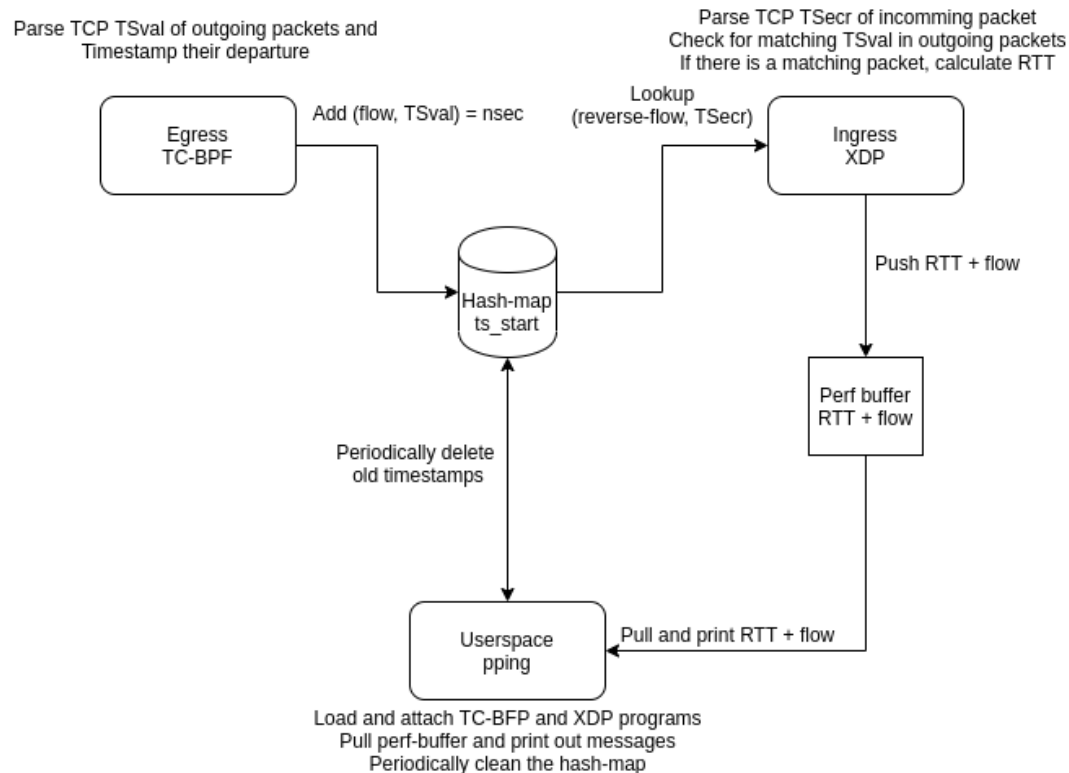 Parse TCP TSval of outgoing packets and
Timestamp their departure
Parse TCP TSecr of incomming packet
Check for matching TSval in outgoing packets
If there is a matching packet, calculate RTT
Egress
TC-BPF
Add (flow, TSval) = nsec
Lookup
(reverse-flow, TSecr)
Ingress
XDP
Hash-map
ts_start
Push RTT + flow
Perf buffer
RTT + flow
Periodically delete
old timestamps
Userspace
pping
Pull and print RTT + flow
Load and attach TC-BFP and XDP programs
Pull perf-buffer and print out messages
Periodically clean the hash-map